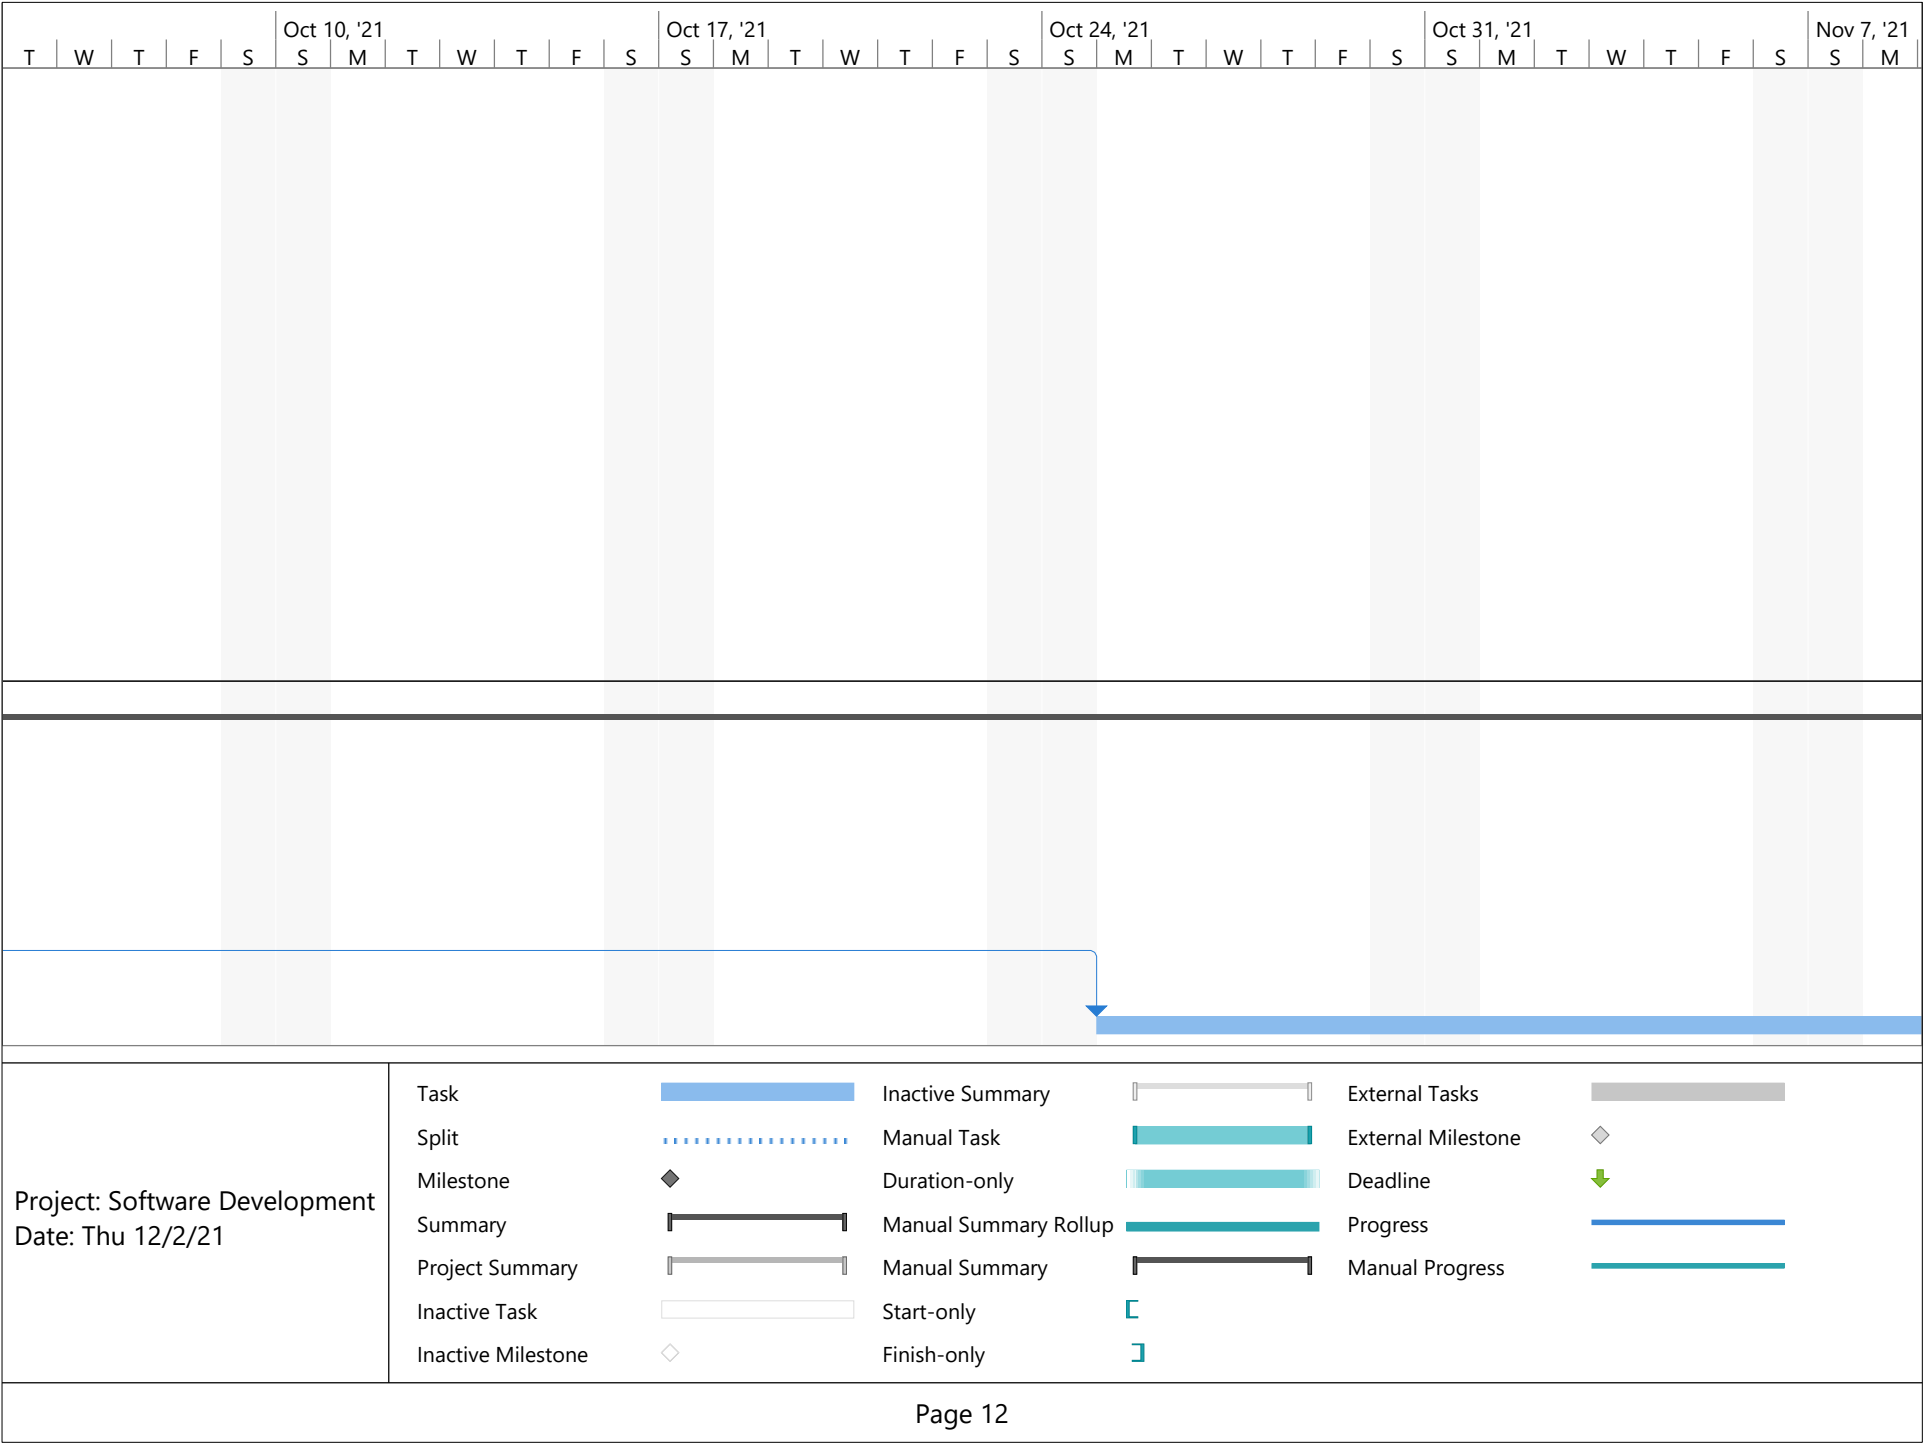 Oct 10, '21 Oct 17, '21 Oct 24, '21 Oct 31, '21 Nov 7, '21
T W T F S S M T W T F S S M T W T F S S M T W T F S S M T W T F S S M
Project: Software Development
Date: Thu 12/2/21
Task
Split
Milestone
Summary
Project Summary
Inactive Task
Inactive Milestone
Inactive Summary
Manual Task
Duration-only
Manual Summary Rollup
Manual Summary
Start-only
Finish-only
External Tasks
External Milestone
Deadline
Progress
Manual Progress
Page 12